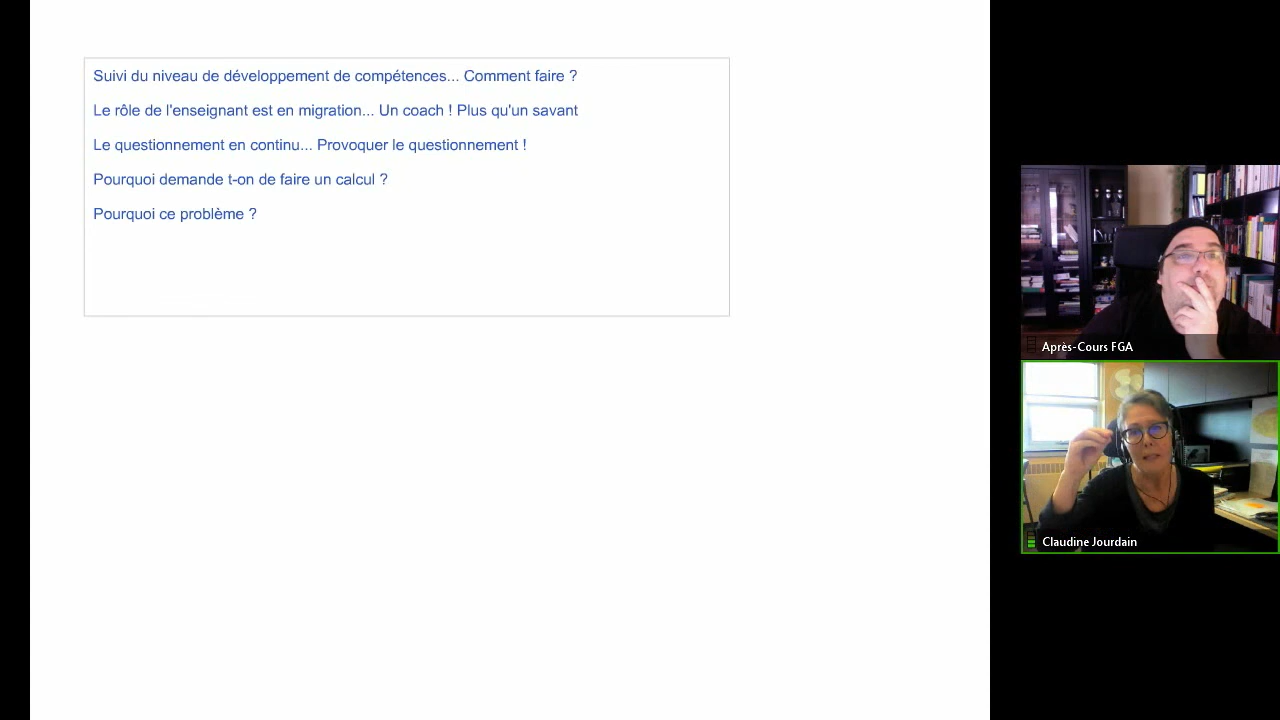 Suivi du niveau de développement de compétences... Comment faire ?
Le rôle de l'enseignant est en migration... Un coach ! Plus qu'un savant
Le questionnement en continu... Provoquer le questionnement !
Pourquoi demande t-on de faire un calcul ?
Pourquoi ce problème ?
Après-Cours FGA
Claudine Jourdain